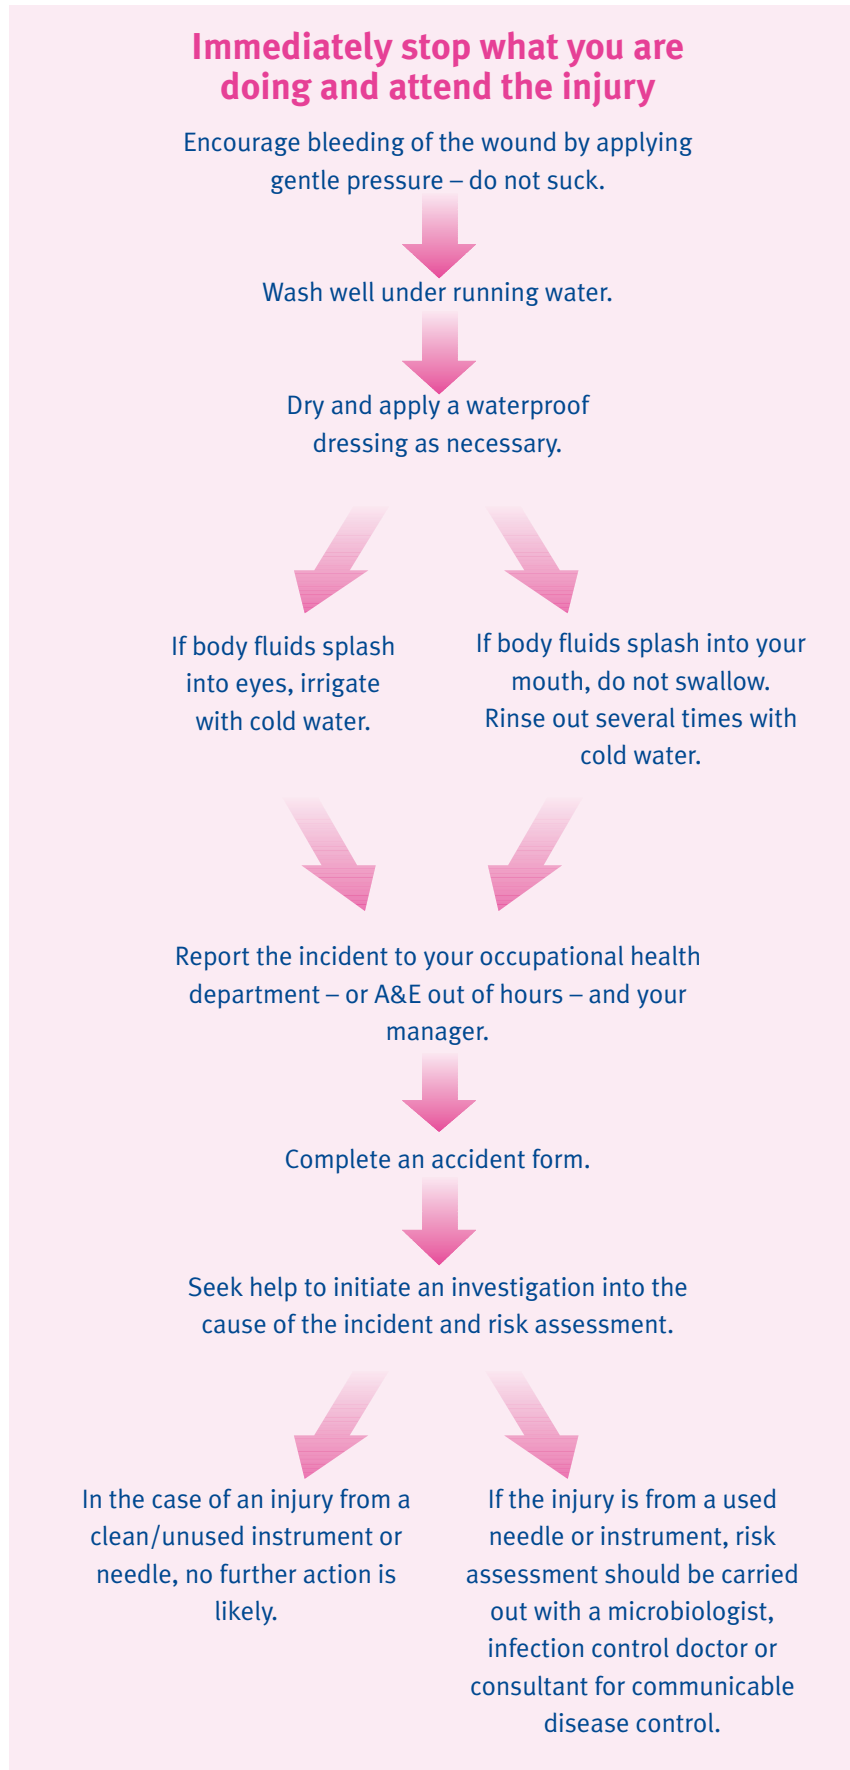 Immediately stop what you are
doing and attend the injury
Encourage bleeding of the wound by applying
gentle pressure – do not suck.
Wash well under running water.
Dry and apply a waterproof
dressing as necessary.
If body fluids splash
into eyes, irrigate
with cold water.
If body fluids splash into your
mouth, do not swallow.
Rinse out several times with
cold water.
Report the incident to your occupational health
department – or A&E out of hours – and your
manager.
Complete an accident form.
Seek help to initiate an investigation into the
cause of the incident and risk assessment.
In the case of an injury from a
clean/unused instrument or
needle, no further action is
likely.
If the injury is from a used
needle or instrument, risk
assessment should be carried
out with a microbiologist,
infection control doctor or
consultant for communicable
disease control.